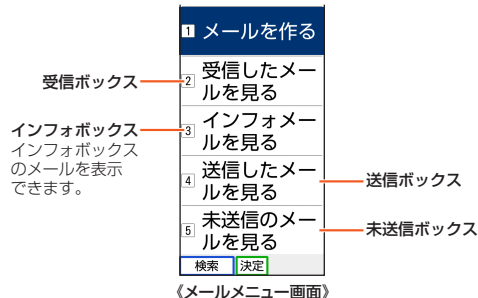 1 メールを作る
受信ボックス
2 受信したメー
ルを見る
インフォボックス
インフォボックス
のメールを表示
できます。
3 インフォメー
ルを見る
4 送信したメー
ルを見る
送信ボックス
5 未送信のメー
ルを見る
未送信ボックス
検索 決定
《メールメニュー画面》